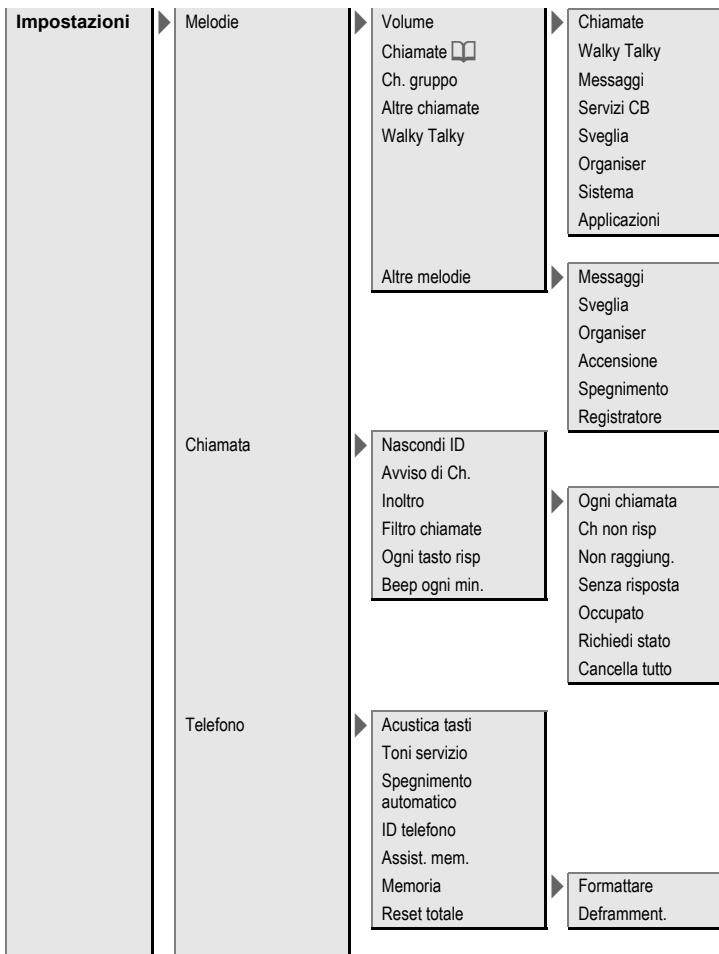 Impostazioni
Melodie
Volume
Chiamate
Ch. gruppo
Altre chiamate
Walky Talky
Chiamate
Walky Talky
Messaggi
Servizi CB
Sveglia
Organiser
Sistema
Applicazioni
Altre melodie
Messaggi
Sveglia
Organiser
Accensione
Spegnimento
Registratore
Chiamata
Nascondi ID
Avviso di Ch.
Inoltro
Filtro chiamate
Ogni tasto risp
Beep ogni min.
Ogni chiamata
Ch non risp
Non raggiung.
Senza risposta
Occupato
Richiedi stato
Cancella tutto
Telefono
Acustica tasti
Toni servizio
Spegnimento
automatico
ID telefono
Assist. mem.
Memoria
Reset totale
Formattare
Deframment.